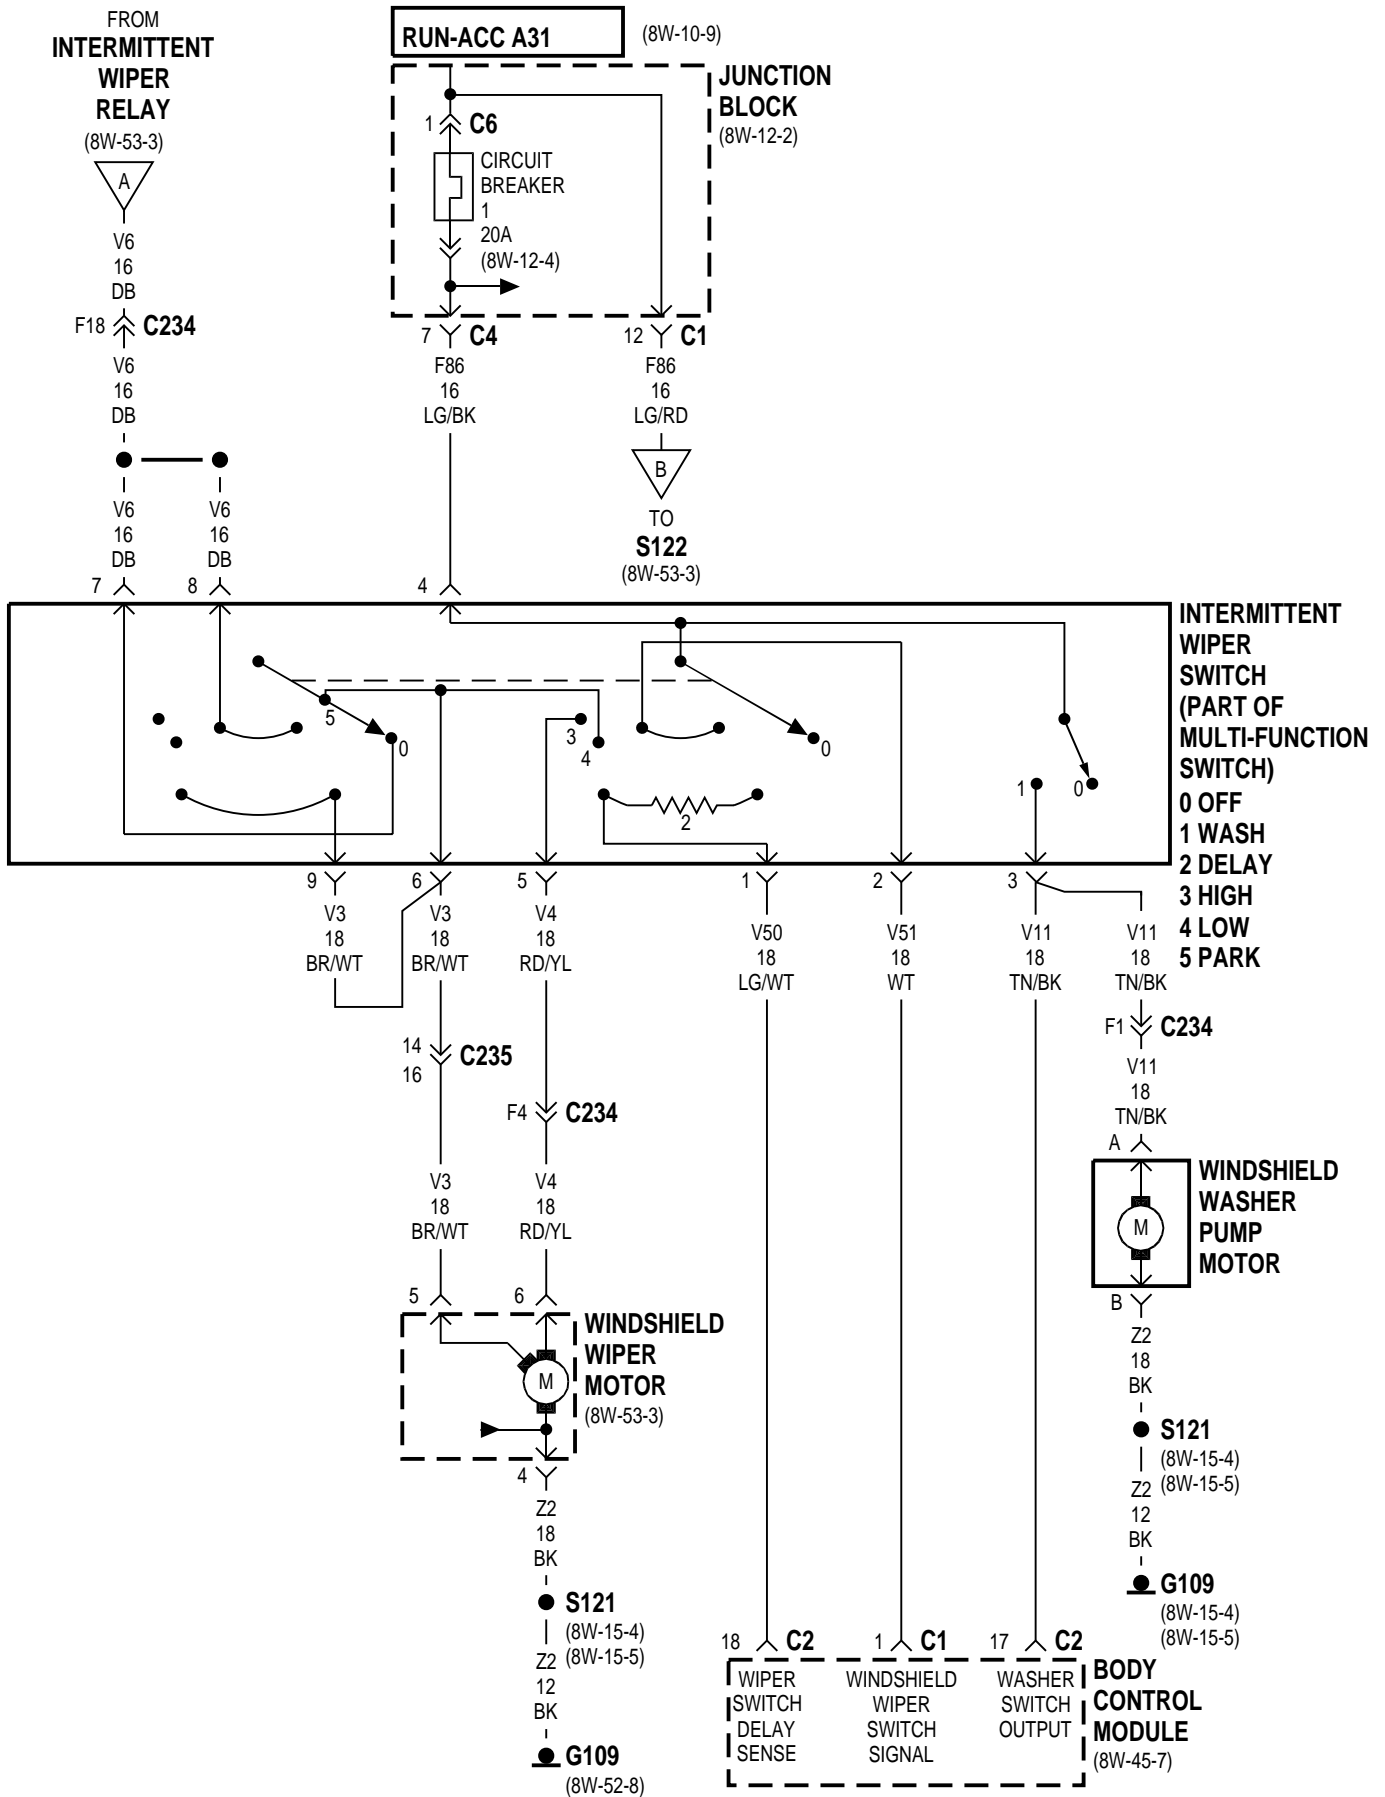 FROM
INTERMITTENT
WIPER
RELAY
(8W-53-3)
A
V6
16
DB
F18
C234
V6
16
DB
V6
16
DB
V6
16
DB
7
8
RUN-ACC A31
(8W-10-9)
JUNCTION
BLOCK
(8W-12-2)
1
C6
CIRCUIT
BREAKER
1
20A
(8W-12-4)
7
C4
F86
16
LG/BK
4
12
C1
F86
16
LG/RD
B
TO
S122
(8W-53-3)
INTERMITTENT
WIPER
SWITCH
(PART OF
MULTI-FUNCTION
SWITCH)
0 OFF
1 WASH
2 DELAY
3 HIGH
4 LOW
5 PARK
5
0
3
4
0
2
1
0
9
V3
18
BR/WT
6
V3
18
BR/WT
5
V4
18
RD/YL
1
V50
18
LG/WT
2
V51
18
WT
3
V11
18
TN/BK
V11
18
TN/BK
F1
C234
V11
18
TN/BK
A
WINDSHIELD
WASHER
PUMP
MOTOR
M
B
Z2
18
BK
S121
(8W-15-4)
(8W-15-5)
Z2
12
BK
G109
(8W-15-4)
(8W-15-5)
14
16
C235
F4
C234
V3
18
BR/WT
V4
18
RD/YL
5
6
WINDSHIELD
WIPER
MOTOR
(8W-53-3)
M
4
Z2
18
BK
S121
(8W-15-4)
(8W-15-5)
Z2
12
BK
G109
(8W-52-8)
18
C2
1
C1
17
C2
WIPER
SWITCH
DELAY
SENSE
WINDSHIELD
WIPER
SWITCH
SIGNAL
WASHER
SWITCH
OUTPUT
BODY
CONTROL
MODULE
(8W-45-7)